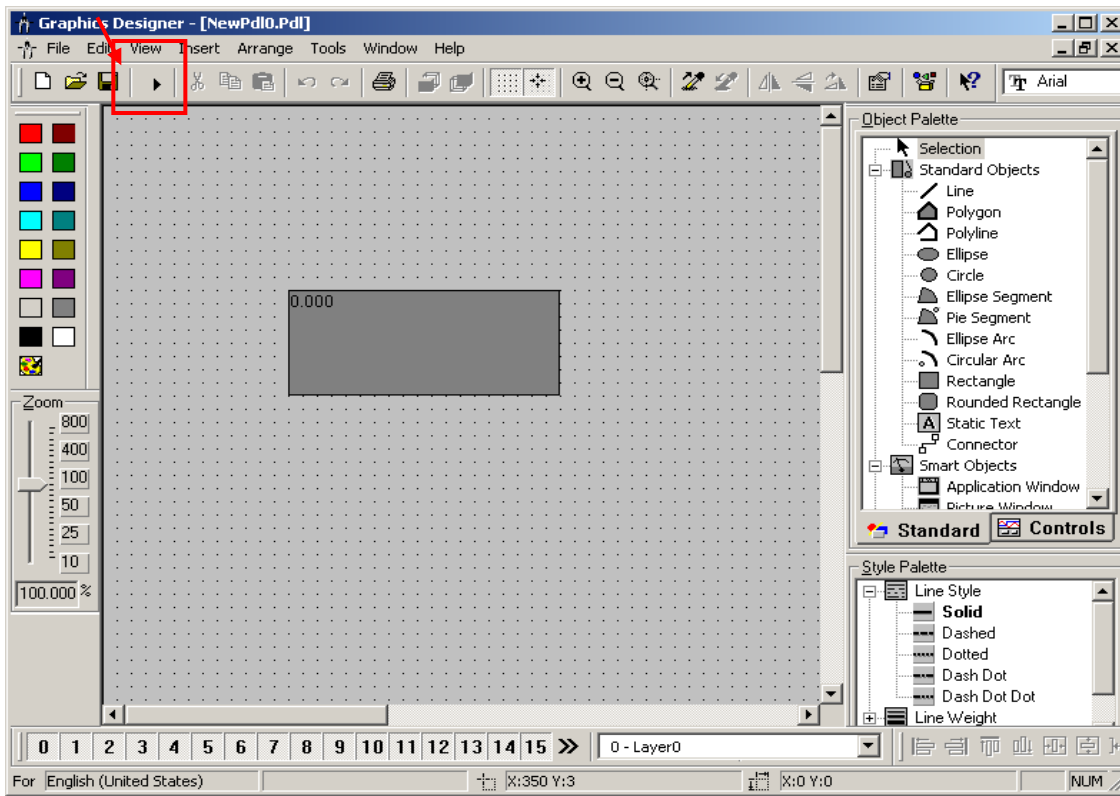 Graphics Designer - [NewPdl0.Pdl]
File Edit View Insert Arrange Tools Window Help
Arial
Object Palette
Selection
Standard Objects
Line
Polygon
Polyline
Ellipse
Circle
Ellipse Segment
Pie Segment
Ellipse Arc
Circular Arc
Rectangle
Rounded Rectangle
A Static Text
Connector
Smart Objects
Application Window
Picture Window
Standard Controls
0.000
Zoom
800
400
100
50
25
10
100.000 %
Style Palette
Line Style
Solid
Dashed
Dotted
Dash Dot
Dash Dot Dot
Line Weight
0 1 2 3 4 5 6 7 8 9 10 11 12 13 14 15 0 - Layer0
For English (United States) X:350 Y:3 X:0 Y:0 NUM